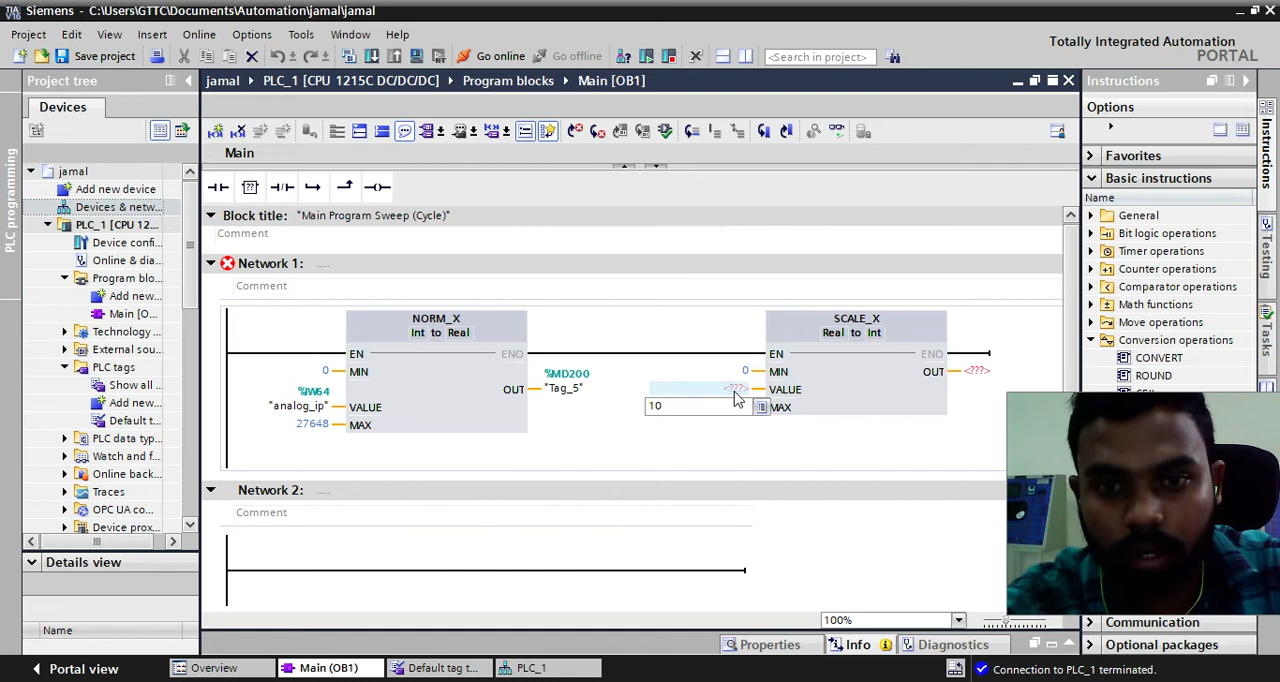 TIA V16 Siemens - C:\Users\GTTC\Documents\Automation\jamal\jamal
Project Edit View Insert Online Options Tools Window Help
Totally Integrated Automation
PORTAL
Save project Go online Go offline <Search in project>
Project tree
jamal PLC_1 [CPU 1215C DC/DC/DC] Program blocks Main [OB1]
Instructions
Devices
Options
Main
Favorites
Basic instructions
Name
General
Bit logic operations
Timer operations
Counter operations
Comparator operations
Math functions
Move operations
Conversion operations
CONVERT
ROUND
Communication
Optional packages
PLC programming
jamal
Add new device
Devices & netw...
PLC_1 [CPU 12...
Device confi...
Online & dia...
Program blo...
Add new...
Main [O...
Technology ...
External sou...
PLC tags
Show all ...
Add new...
Default t...
PLC data typ...
Watch and f...
Online back...
Traces
OPC UA co...
Device prox...
Details view
Name
??
Block title: "Main Program Sweep (Cycle)"
Comment
Network 1: .....
Comment
NORM_X
Int to Real
EN ENO
0 MIN
%IW64
"analog_ip" VALUE
27648 MAX
OUT
%MD200
"Tag_5"
SCALE_X
Real to Int
EN ENO
0 MIN
OUT <???>
<???> VALUE
10
MAX
Network 2: .....
Comment
100%
Properties Info Diagnostics
Instructions
Testing
Tasks
Portal view Overview Main (OB1) Default tag t... PLC_1 Connection to PLC_1 terminated.